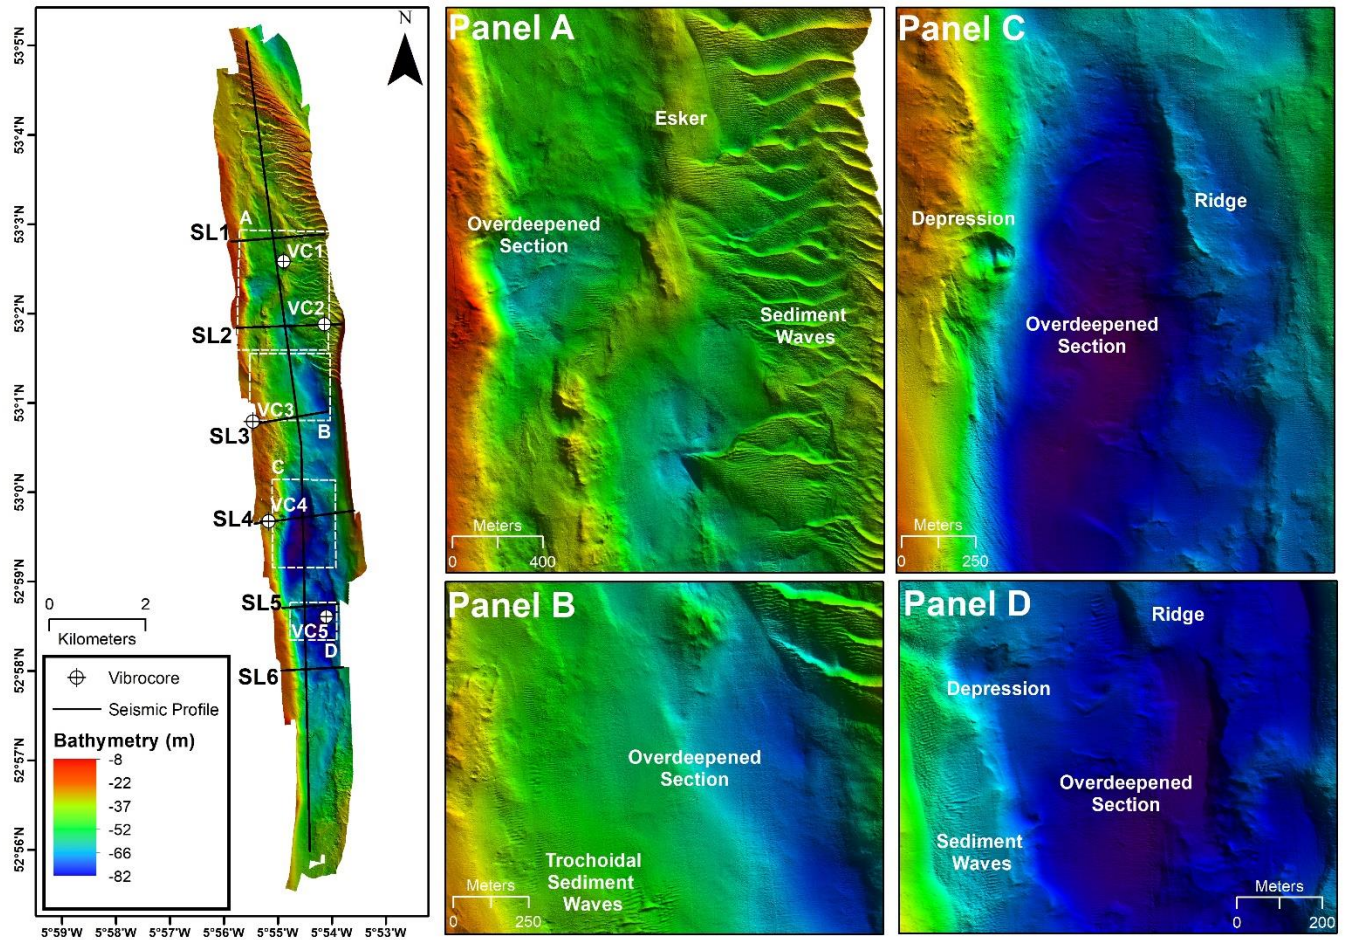 N
53°5'N
53°4'N
53°3'N
53°2'N
53°1'N
53°0'N
52°59'N
52°58'N
52°57'N
52°56'N
A
SL1
VC1
VC2
SL2
VC3
SL3
B
C
VC4
SL4
SL5
VC5
D
SL6
0 2
Kilometers
Vibrocore
Seismic Profile
Bathymetry (m)
-8
-22
-37
-52
-66
-82
5°59'W 5°58'W 5°57'W 5°56'W 5°55'W 5°54'W 5°53'W
Panel A
Esker
Overdeepened
Section
Sediment
Waves
Meters
0 400
Panel C
Depression
Ridge
Overdeepened
Section
Meters
0 250
Panel B
Overdeepened
Section
Trochoidal
Sediment
Waves
Meters
0 250
Panel D
Ridge
Depression
Overdeepened
Section
Sediment
Waves
Meters
0 200